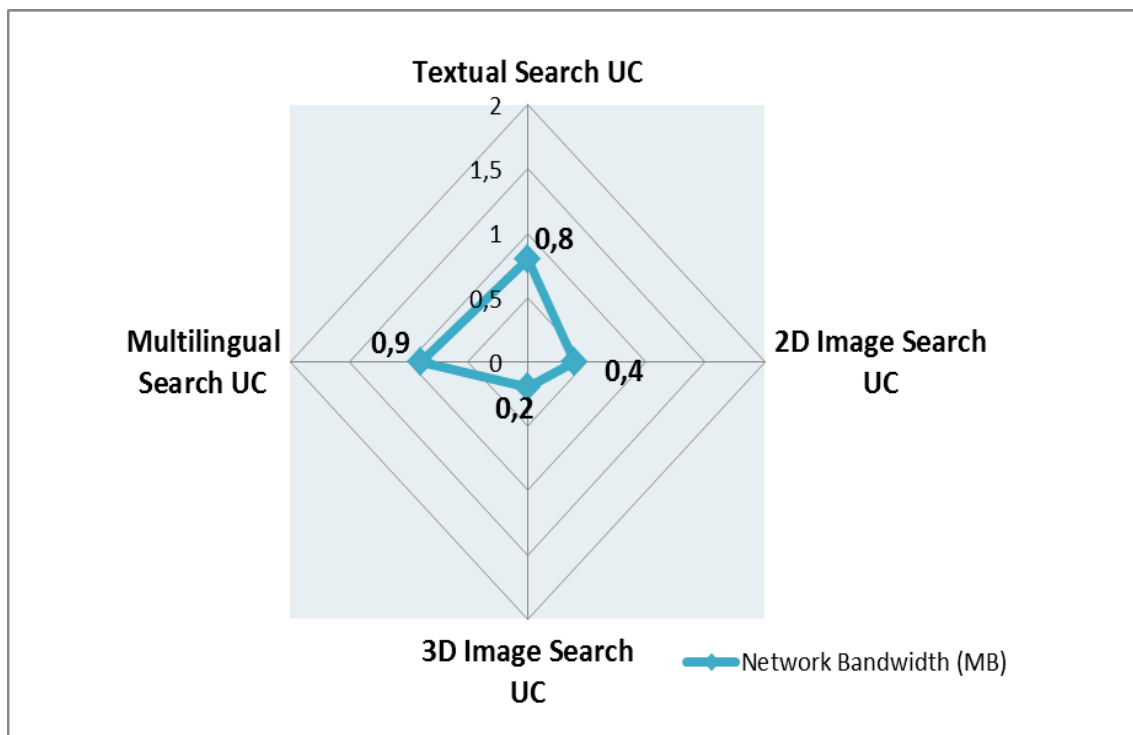 Textual Search UC
2
1,5
1
0,8
0,5
Multilingual
Search UC
0,9
0
0,4
2D Image Search
UC
0,2
3D Image Search
UC
Network Bandwidth (MB)